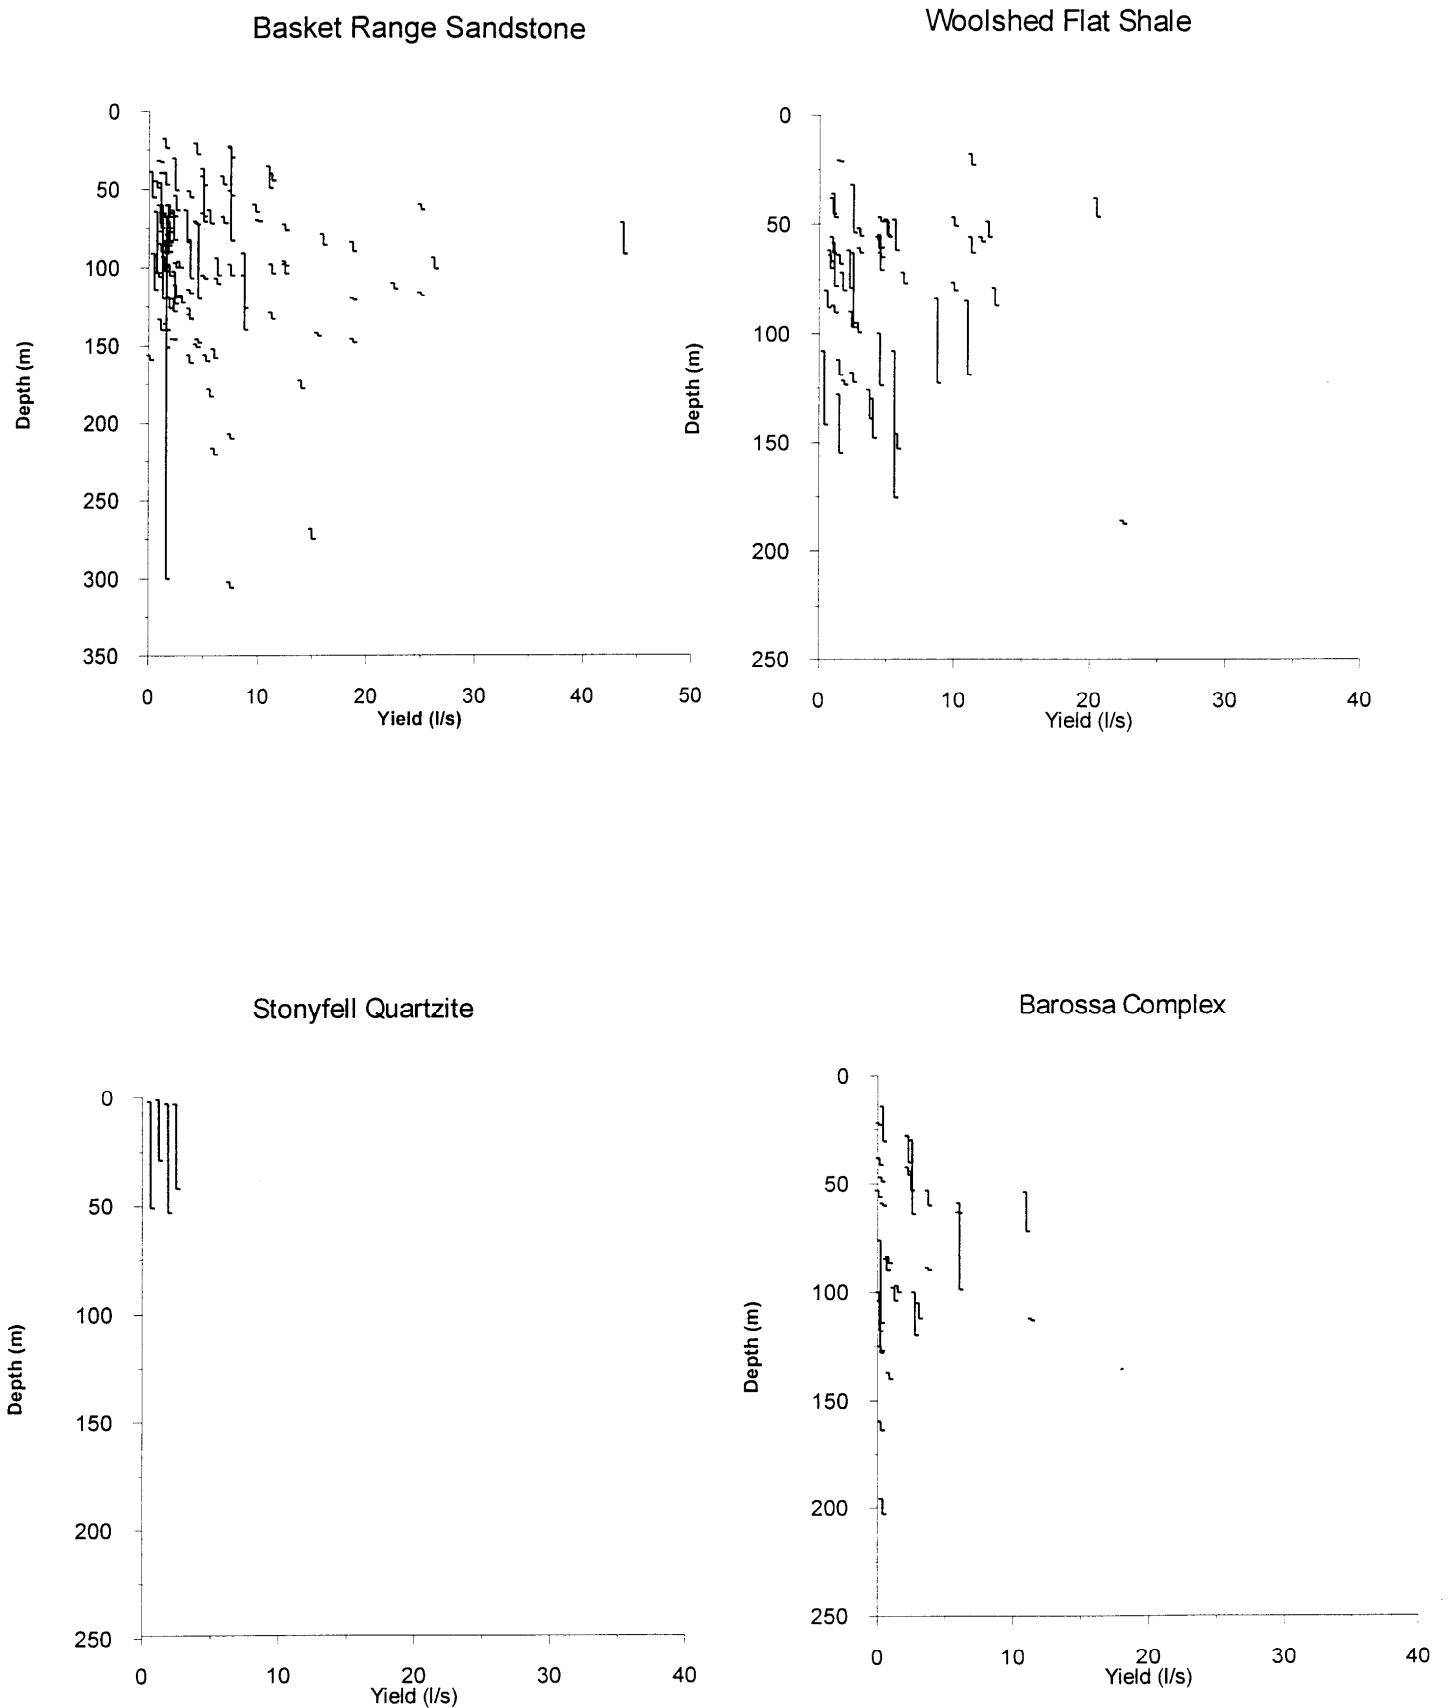 Basket Range Sandstone
0
50
100
150
200
250
300
350
Depth (m)
0 10 20 30 40 50
Yield (l/s)
Woolshed Flat Shale
0
50
100
150
200
250
Depth (m)
0 10 20 30 40
Yield (l/s)
Stonyfell Quartzite
0
50
100
150
200
250
Depth (m)
0 10 20 30 40
Yield (l/s)
Barossa Complex
0
50
100
150
200
250
Depth (m)
0 10 20 30 40
Yield (l/s)